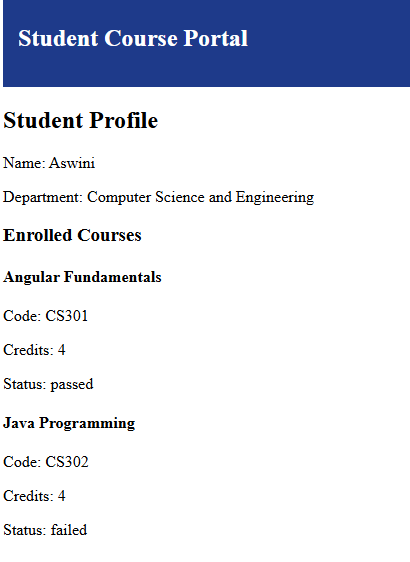 Student Course Portal
Student Profile
Name: Aswini
Department: Computer Science and Engineering
Enrolled Courses
Angular Fundamentals
Code: CS301
Credits: 4
Status: passed
Java Programming
Code: CS302
Credits: 4
Status: failed